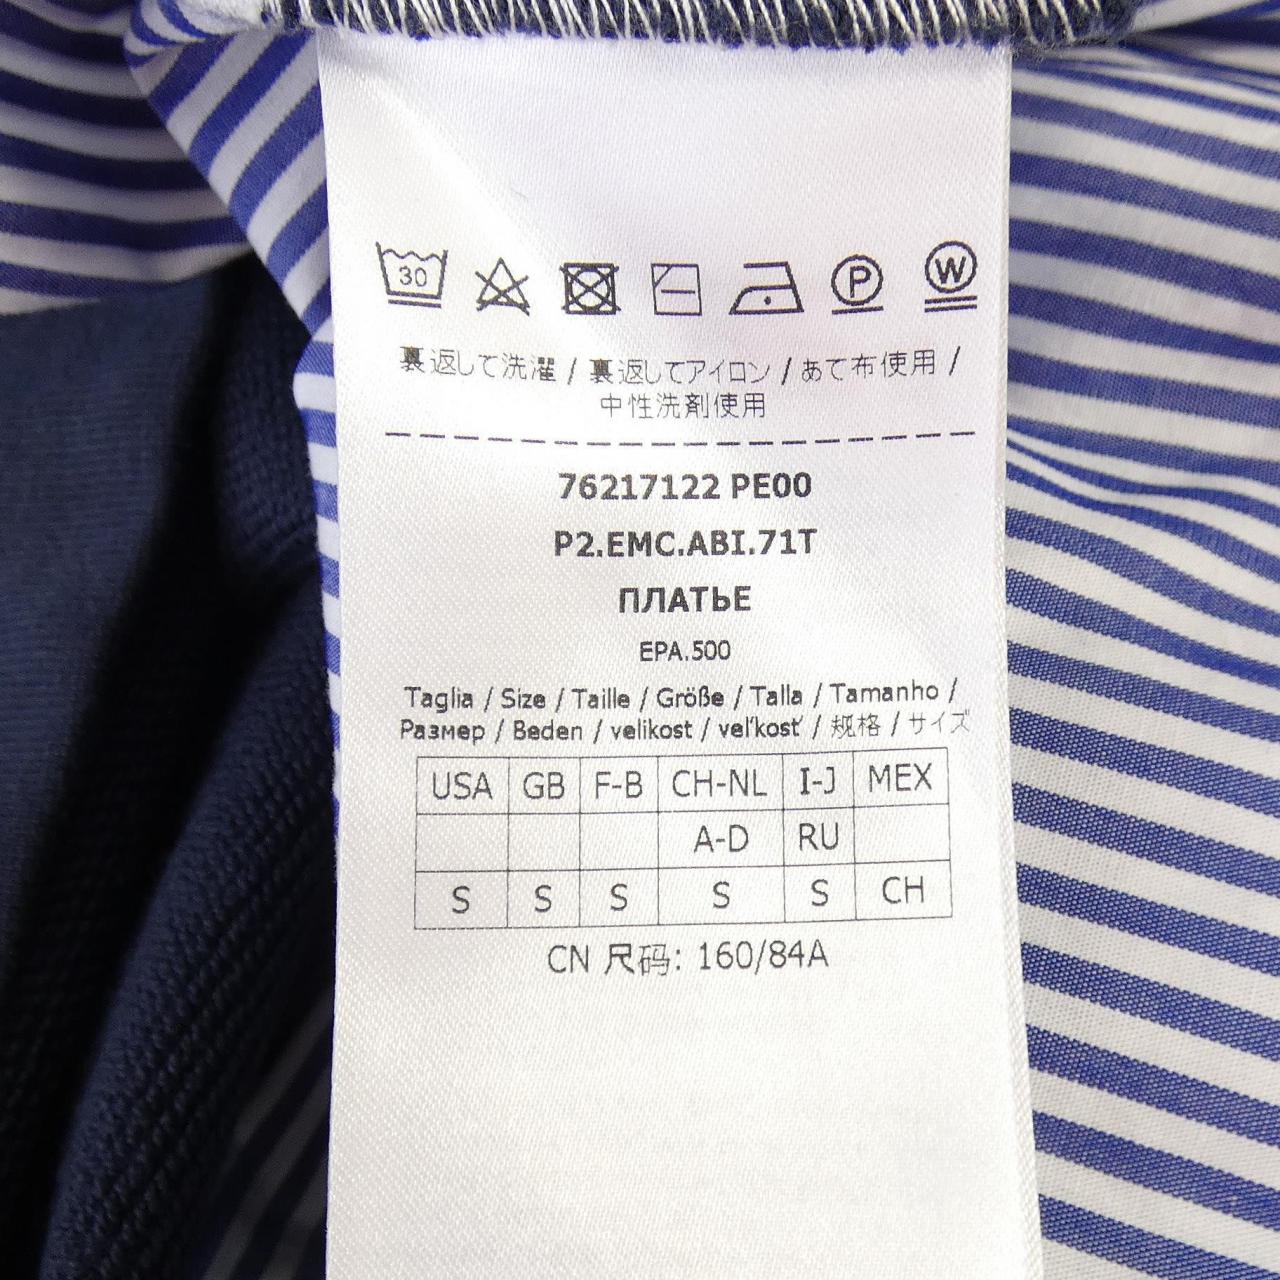 30 P W
裏返して洗濯 / 裏返してアイロン / あて布使用 /
中性洗剤使用
76217122 PE00
P2.EMC.ABI.71T
ПЛАТЬЕ
EPA.500
Taglia / Size / Taille / Größe / Talla / Tamanho /
Размер / Beden / velikost / vel'kosť / 规格 / サイズ
USA GB F-B CH-NL I-J MEX
A-D RU
S S S S S CH
CN 尺码: 160/84A